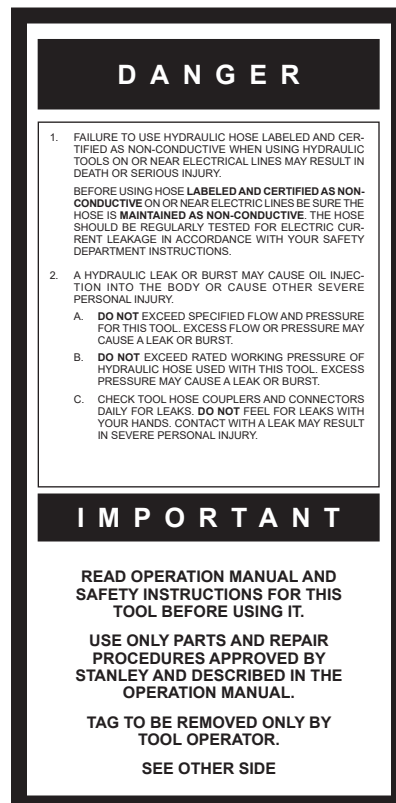 DANGER
1. FAILURE TO USE HYDRAULIC HOSE LABELED AND CER-
TIFIED AS NON-CONDUCTIVE WHEN USING HYDRAULIC
TOOLS ON OR NEAR ELECTRICAL LINES MAY RESULT IN
DEATH OR SERIOUS INJURY.
BEFORE USING HOSE LABELED AND CERTIFIED AS NON-
CONDUCTIVE ON OR NEAR ELECTRIC LINES BE SURE THE
HOSE IS MAINTAINED AS NON-CONDUCTIVE. THE HOSE
SHOULD BE REGULARLY TESTED FOR ELECTRIC CUR-
RENT LEAKAGE IN ACCORDANCE WITH YOUR SAFETY
DEPARTMENT INSTRUCTIONS.
2. A HYDRAULIC LEAK OR BURST MAY CAUSE OIL INJEC-
TION INTO THE BODY OR CAUSE OTHER SEVERE
PERSONAL INJURY.
A. DO NOT EXCEED SPECIFIED FLOW AND PRESSURE
FOR THIS TOOL. EXCESS FLOW OR PRESSURE MAY
CAUSE A LEAK OR BURST.
B. DO NOT EXCEED RATED WORKING PRESSURE OF
HYDRAULIC HOSE USED WITH THIS TOOL. EXCESS
PRESSURE MAY CAUSE A LEAK OR BURST.
C. CHECK TOOL HOSE COUPLERS AND CONNECTORS
DAILY FOR LEAKS. DO NOT FEEL FOR LEAKS WITH
YOUR HANDS. CONTACT WITH A LEAK MAY RESULT
IN SEVERE PERSONAL INJURY.
IMPORTANT
READ OPERATION MANUAL AND
SAFETY INSTRUCTIONS FOR THIS
TOOL BEFORE USING IT.
USE ONLY PARTS AND REPAIR
PROCEDURES APPROVED BY
STANLEY AND DESCRIBED IN THE
OPERATION MANUAL.
TAG TO BE REMOVED ONLY BY
TOOL OPERATOR.
SEE OTHER SIDE